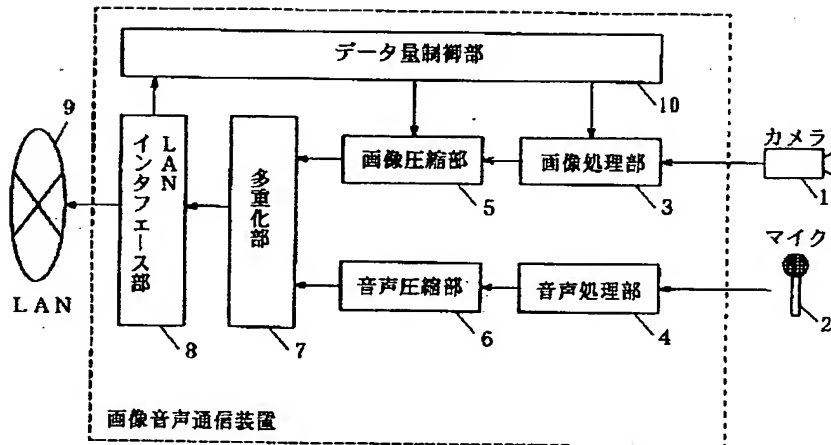 データ量制御部
10
9
LAN
インタフェース部
8
多重化部
7
画像圧縮部
5
画像処理部
3
カメラ
1
音声圧縮部
6
音声処理部
4
マイク
2
LAN
画像音声通信装置